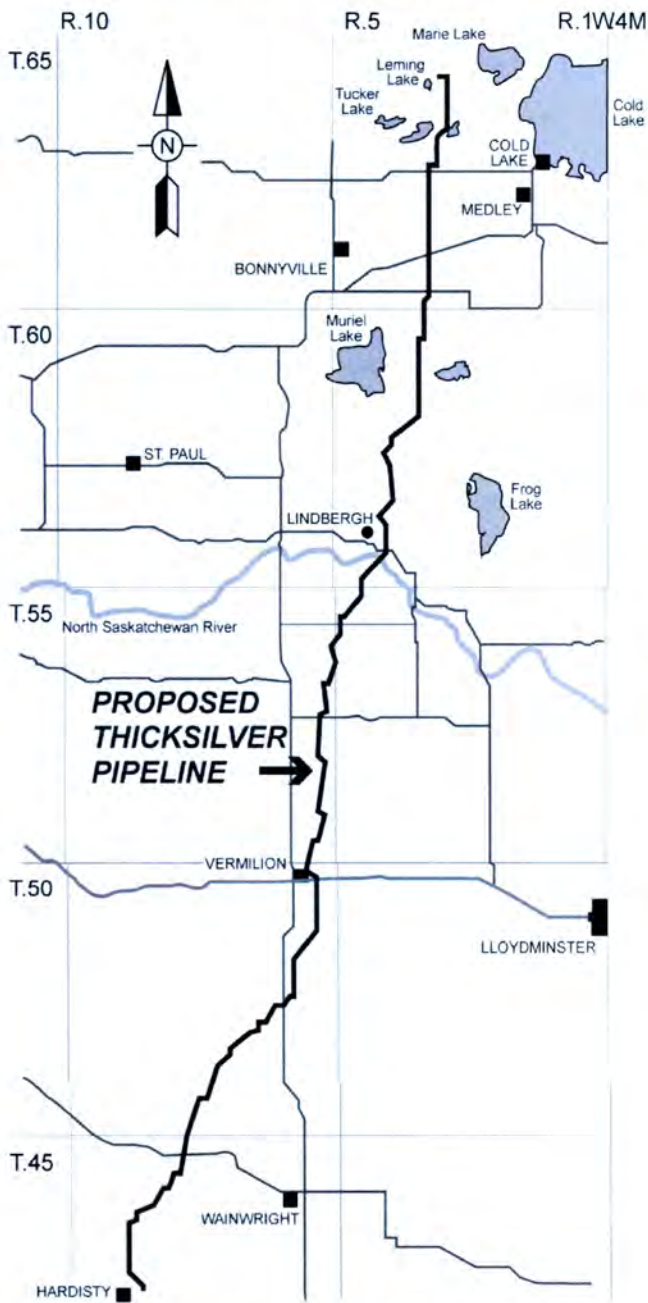 R.10
R.5
R.1W4M
T.65
Marie Lake
Leming
Lake
Tucker
Lake
Cold
Lake
N
COLD
LAKE
MEDLEY
BONNYVILLE
T.60
Muriel
Lake
ST. PAUL
Frog
Lake
LINDBERGH
T.55
North Saskatchewan River
PROPOSED
THICKSILVER
PIPELINE
VERMILION
T.50
LLOYDMINSTER
T.45
WAINWRIGHT
HARDISTY